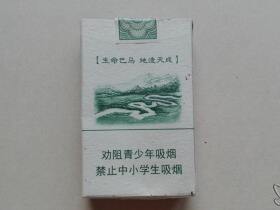 【生命巴马 地造天成】
劝阻青少年吸烟
禁止中小学生吸烟